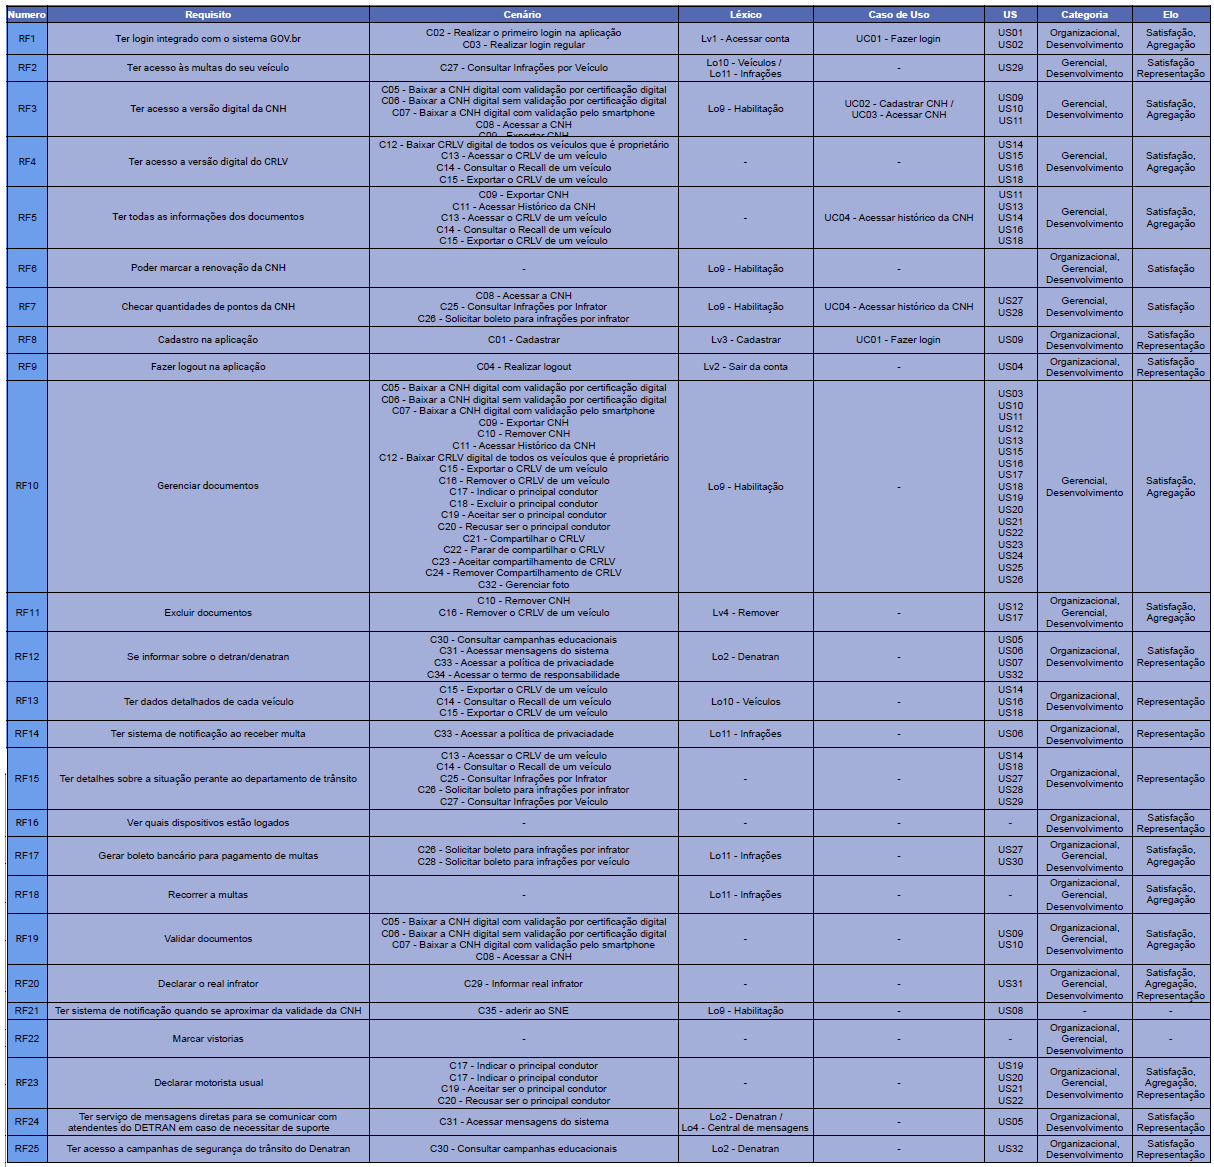 Numero Requisito Cenário Léxico Caso de Uso US Categoria Elo
RF1
Ter login integrado com o sistema GOV.br
C02 - Realizar o primeiro login na aplicação
C03 - Realizar login regular
Lv1 - Acessar conta
UC01 - Fazer login
US01
US02
Organizacional,
Desenvolvimento
Satisfação,
Agregação
RF2
Ter acesso às multas do seu veículo
C27 - Consultar Infrações por Veículo
Lo10 - Veículos /
Lo11 - Infrações
-
US29
Gerencial,
Desenvolvimento
Satisfação
Representação
RF3
Ter acesso a versão digital da CNH
C05 - Baixar a CNH digital com validação por certificação digital
C06 - Baixar a CNH digital sem validação por certificação digital
C07 - Baixar a CNH digital com validação pelo smartphone
C08 - Acessar a CNH
C09 - Exportar CNH
Lo9 - Habilitação
UC02 - Cadastrar CNH /
UC03 - Acessar CNH
US09
US10
US11
Gerencial,
Desenvolvimento
Satisfação,
Agregação
RF4
Ter acesso a versão digital do CRLV
C12 - Baixar CRLV digital de todos os veículos que é proprietário
C13 - Acessar o CRLV de um veículo
C14 - Consultar o Recall de um veículo
C15 - Exportar o CRLV de um veículo
-
-
US14
US15
US16
US18
Gerencial,
Desenvolvimento
Satisfação,
Agregação
RF5
Ter todas as informações dos documentos
C09 - Exportar CNH
C11 - Acessar Histórico da CNH
C13 - Acessar o CRLV de um veículo
C14 - Consultar o Recall de um veículo
C15 - Exportar o CRLV de um veículo
-
UC04 - Acessar histórico da CNH
US11
US13
US14
US16
US18
Gerencial,
Desenvolvimento
Satisfação,
Agregação
RF6
Poder marcar a renovação da CNH
-
Lo9 - Habilitação
-
Organizacional,
Gerencial,
Desenvolvimento
Satisfação
RF7
Checar quantidades de pontos da CNH
C08 - Acessar a CNH
C25 - Consultar Infrações por Infrator
C26 - Solicitar boleto para infrações por infrator
Lo9 - Habilitação
UC04 - Acessar histórico da CNH
US27
US28
Gerencial,
Desenvolvimento
Satisfação
RF8
Cadastro na aplicação
C01 - Cadastrar
Lv3 - Cadastrar
UC01 - Fazer login
US09
Organizacional,
Desenvolvimento
Satisfação
Representação
RF9
Fazer logout na aplicação
C04 - Realizar logout
Lv2 - Sair da conta
-
US04
Organizacional,
Desenvolvimento
Satisfação
Representação
RF10
Gerenciar documentos
C05 - Baixar a CNH digital com validação por certificação digital
C06 - Baixar a CNH digital sem validação por certificação digital
C07 - Baixar a CNH digital com validação pelo smartphone
C09 - Exportar CNH
C10 - Remover CNH
C11 - Acessar Histórico da CNH
C12 - Baixar CRLV digital de todos os veículos que é proprietário
C15 - Exportar o CRLV de um veículo
C16 - Remover o CRLV de um veículo
C17 - Indicar o principal condutor
C18 - Excluir o principal condutor
C19 - Aceitar ser o principal condutor
C20 - Recusar ser o principal condutor
C21 - Compartilhar o CRLV
C22 - Parar de compartilhar o CRLV
C23 - Aceitar compartilhamento de CRLV
C24 - Remover Compartilhamento de CRLV
C32 - Gerenciar foto
Lo9 - Habilitação
-
US03
US10
US11
US12
US13
US15
US16
US17
US18
US19
US20
US21
US22
US23
US24
US25
US26
Gerencial,
Desenvolvimento
Satisfação,
Agregação
RF11
Excluir documentos
C10 - Remover CNH
C16 - Remover o CRLV de um veículo
Lv4 - Remover
-
US12
US17
Organizacional,
Gerencial,
Desenvolvimento
Satisfação,
Agregação
RF12
Se informar sobre o detran/denatran
C30 - Consultar campanhas educacionais
C31 - Acessar mensagens do sistema
C33 - Acessar a política de privaciadade
C34 - Acessar o termo de responsabilidade
Lo2 - Denatran
-
US05
US06
US07
US32
Organizacional,
Desenvolvimento
Satisfação
Representação
RF13
Ter dados detalhados de cada veículo
C15 - Exportar o CRLV de um veículo
C14 - Consultar o Recall de um veículo
C15 - Exportar o CRLV de um veículo
Lo10 - Veículos
-
US14
US16
US18
Organizacional,
Desenvolvimento
Representação
RF14
Ter sistema de notificação ao receber multa
C33 - Acessar a política de privaciadade
Lo11 - Infrações
-
US06
Organizacional,
Desenvolvimento
Representação
RF15
Ter detalhes sobre a situação perante ao departamento de trânsito
C13 - Acessar o CRLV de um veículo
C14 - Consultar o Recall de um veículo
C25 - Consultar Infrações por Infrator
C26 - Solicitar boleto para infrações por infrator
C27 - Consultar Infrações por Veículo
-
-
US14
US18
US27
US28
US29
Organizacional,
Desenvolvimento
Representação
RF16
Ver quais dispositivos estão logados
-
-
-
-
Organizacional,
Desenvolvimento
Satisfação
Representação
RF17
Gerar boleto bancário para pagamento de multas
C26 - Solicitar boleto para infrações por infrator
C28 - Solicitar boleto para infrações por veículo
Lo11 - Infrações
-
US27
US30
Organizacional,
Gerencial,
Desenvolvimento
Satisfação,
Agregação
RF18
Recorrer a multas
-
Lo11 - Infrações
-
-
Organizacional,
Gerencial,
Desenvolvimento
Satisfação,
Agregação
RF19
Validar documentos
C05 - Baixar a CNH digital com validação por certificação digital
C06 - Baixar a CNH digital sem validação por certificação digital
C07 - Baixar a CNH digital com validação pelo smartphone
C08 - Acessar a CNH
-
-
US09
US10
Organizacional,
Gerencial,
Desenvolvimento
Satisfação,
Agregação
RF20
Declarar o real infrator
C29 - Informar real infrator
-
-
US31
Organizacional,
Gerencial,
Desenvolvimento
Satisfação,
Agregação,
Representação
RF21
Ter sistema de notificação quando se aproximar da validade da CNH
C35 - aderir ao SNE
Lo9 - Habilitação
-
US08
-
-
RF22
Marcar vistorias
-
-
-
-
Organizacional,
Gerencial,
Desenvolvimento
-
RF23
Declarar motorista usual
C17 - Indicar o principal condutor
C17 - Indicar o principal condutor
C19 - Aceitar ser o principal condutor
C20 - Recusar ser o principal condutor
-
-
US19
US20
US21
US22
Organizacional,
Gerencial,
Desenvolvimento
Satisfação,
Agregação,
Representação
RF24
Ter serviço de mensagens diretas para se comunicar com
atendentes do DETRAN em caso de necessitar de suporte
C31 - Acessar mensagens do sistema
Lo2 - Denatran /
Lo4 - Central de mensagens
-
US05
Organizacional,
Desenvolvimento
Satisfação
Representação
RF25
Ter acesso a campanhas de segurança do trânsito do Denatran
C30 - Consultar campanhas educacionais
Lo2 - Denatran
-
US32
Organizacional,
Desenvolvimento
Satisfação
Representação